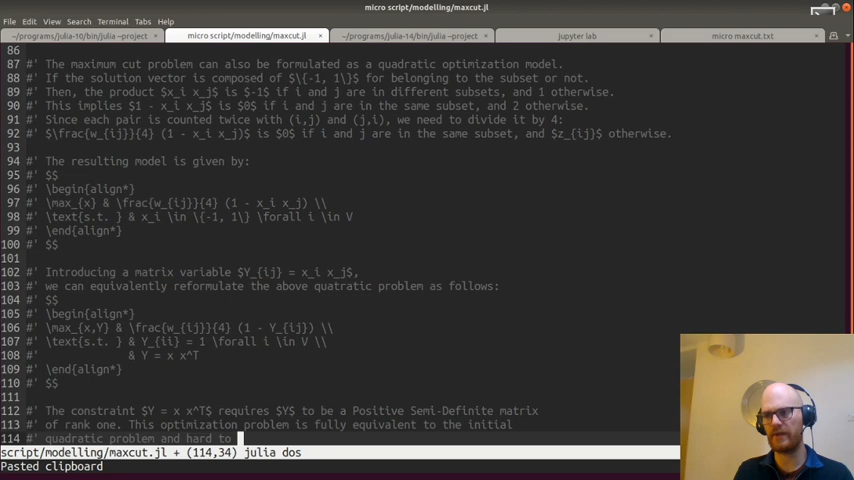 micro script/modelling/maxcut.jl
File Edit View Search Terminal Tabs Help
~/programs/julia-10/bin/julia --project × micro script/modelling/maxcut.jl × ~/programs/julia-14/bin/julia --project × jupyter lab × micro maxcut.txt ×
86
87 #' The maximum cut problem can also be formulated as a quadratic optimization model.
88 #' If the solution vector is composed of $\{-1, 1\}$ for belonging to the subset or not.
89 #' Then, the product $x_i x_j$ is $-1$ if i and j are in different subsets, and 1 otherwise.
90 #' This implies $1 - x_i x_j$ is $0$ if i and j are in the same subset, and 2 otherwise.
91 #' Since each pair is counted twice with (i,j) and (j,i), we need to divide it by 4:
92 #' $\frac{w_{ij}}{4} (1 - x_i x_j)$ is $0$ if i and j are in the same subset, and $z_{ij}$ otherwise.
93
94 #' The resulting model is given by:
95 #' $$
96 #' \begin{align*}
97 #' \max_{x} & \frac{w_{ij}}{4} (1 - x_i x_j) \\
98 #' \text{s.t. } & x_i \in \{-1, 1\} \forall i \in V
99 #' \end{align*}
100 #' $$
101
102 #' Introducing a matrix variable $Y_{ij} = x_i x_j$,
103 #' we can equivalently reformulate the above quatratic problem as follows:
104 #' $$
105 #' \begin{align*}
106 #' \max_{x,Y} & \frac{w_{ij}}{4} (1 - Y_{ij}) \\
107 #' \text{s.t. } & Y_{ii} = 1 \forall i \in V \\
108 #' & Y = x x^T
109 #' \end{align*}
110 #' $$
111
112 #' The constraint $Y = x x^T$ requires $Y$ to be a Positive Semi-Definite matrix
113 #' of rank one. This optimization problem is fully equivalent to the initial
114 #' quadratic problem and hard to
script/modelling/maxcut.jl + (114,34) julia dos
Pasted clipboard